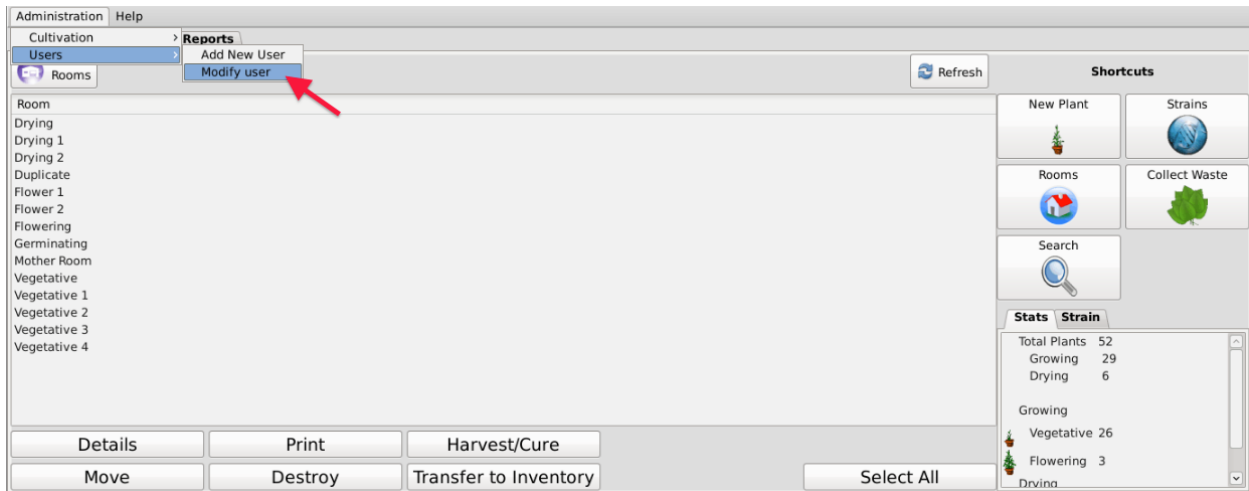 Administration Help
Cultivation Reports
Users Add New User
Rooms Modify user Refresh Shortcuts
Room
Drying
Drying 1
Drying 2
Duplicate
Flower 1
Flower 2
Flowering
Germinating
Mother Room
Vegetative
Vegetative 1
Vegetative 2
Vegetative 3
Vegetative 4
New Plant Strains
Rooms Collect Waste
Search
Stats Strain
Total Plants 52
Growing 29
Drying 6
Growing
Vegetative 26
Flowering 3
Drying
Details Print Harvest/Cure
Move Destroy Transfer to Inventory Select All